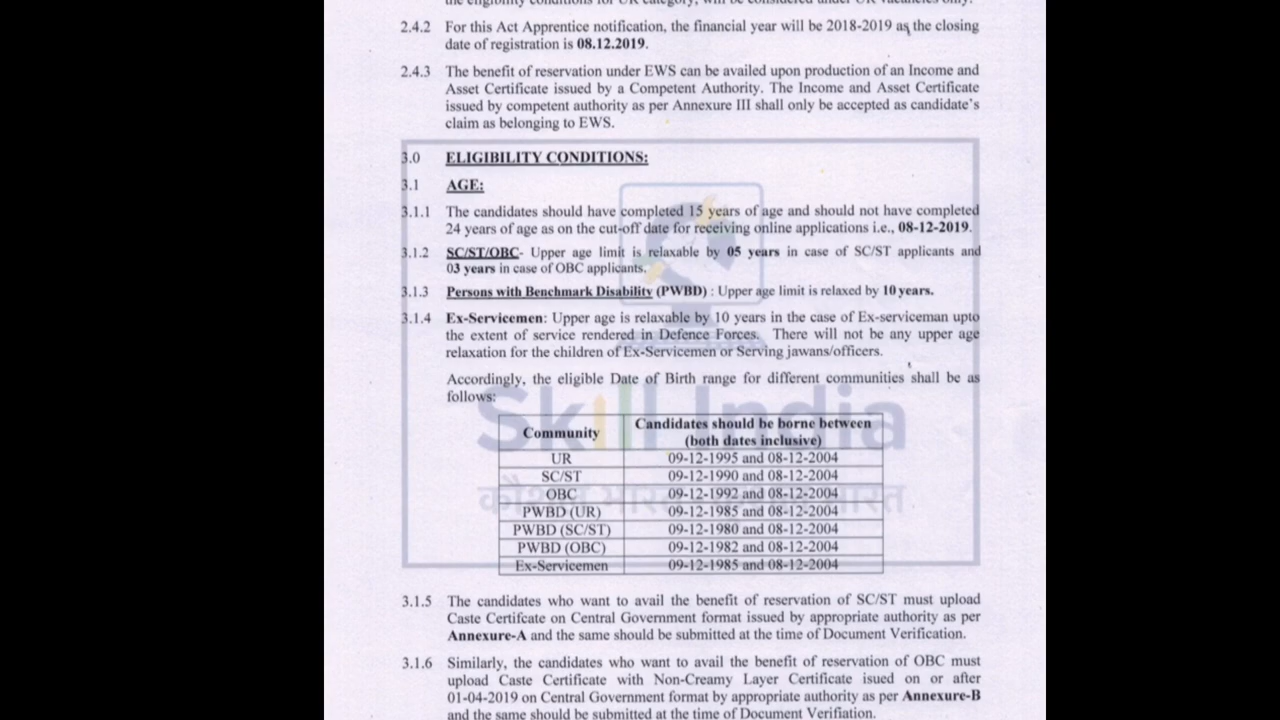 the eligibility conditions for UR category, will be considered under UR vacancies only.
2.4.2 For this Act Apprentice notification, the financial year will be 2018-2019 as the closing
date of registration is 08.12.2019.
2.4.3 The benefit of reservation under EWS can be availed upon production of an Income and
Asset Certificate issued by a Competent Authority. The Income and Asset Certificate
issued by competent authority as per Annexure III shall only be accepted as candidate's
claim as belonging to EWS.
3.0 ELIGIBILITY CONDITIONS:
3.1 AGE:
3.1.1 The candidates should have completed 15 years of age and should not have completed
24 years of age as on the cut-off date for receiving online applications i.e., 08-12-2019.
3.1.2 SC/ST/OBC- Upper age limit is relaxable by 05 years in case of SC/ST applicants and
03 years in case of OBC applicants.
3.1.3 Persons with Benchmark Disability (PWBD) : Upper age limit is relaxed by 10 years.
3.1.4 Ex-Servicemen: Upper age is relaxable by 10 years in the case of Ex-serviceman upto
the extent of service rendered in Defence Forces. There will not be any upper age
relaxation for the children of Ex-Servicemen or Serving jawans/officers.
Accordingly, the eligible Date of Birth range for different communities shall be as
follows:
Skill India
कौशल भारत - कुशल भारत
Community Candidates should be borne between
(both dates inclusive)
UR 09-12-1995 and 08-12-2004
SC/ST 09-12-1990 and 08-12-2004
OBC 09-12-1992 and 08-12-2004
PWBD (UR) 09-12-1985 and 08-12-2004
PWBD (SC/ST) 09-12-1980 and 08-12-2004
PWBD (OBC) 09-12-1982 and 08-12-2004
Ex-Servicemen 09-12-1985 and 08-12-2004
3.1.5 The candidates who want to avail the benefit of reservation of SC/ST must upload
Caste Certifcate on Central Government format issued by appropriate authority as per
Annexure-A and the same should be submitted at the time of Document Verification.
3.1.6 Similarly, the candidates who want to avail the benefit of reservation of OBC must
upload Caste Certificate with Non-Creamy Layer Certificate isued on or after
01-04-2019 on Central Government format by appropriate authority as per Annexure-B
and the same should be submitted at the time of Document Verifiation.